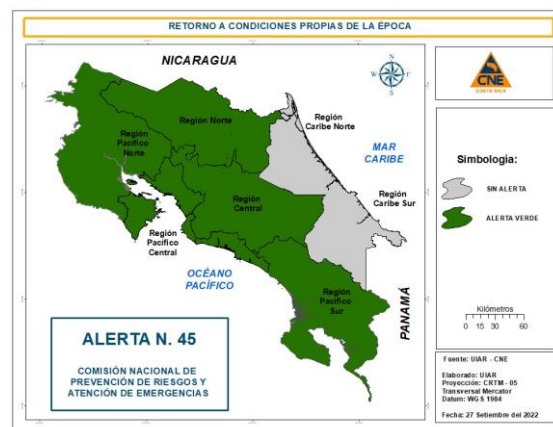 RETORNO A CONDICIONES PROPIAS DE LA ÉPOCA
NICARAGUA
N
W
E
S
CNE
COSTA RICA
Región Norte
Región
Caribe Norte
Región
Pacífico
Norte
MAR
CARIBE
Simbología:
SIN ALERTA
ALERTA VERDE
Región
Central
Región
Caribe Sur
Región
Pacífico
Central
OCÉANO
PACÍFICO
Región
Pacífico
Sur
PANAMÁ
Kilómetros
0 15 30 60
ALERTA N. 45
COMISIÓN NACIONAL DE
PREVENCIÓN DE RIESGOS Y
ATENCIÓN DE EMERGENCIAS
Fuente: UIAR - CNE
Elaborado: UIAR
Proyección: CRTM - 05
Transversal Mercator
Datum: WGS 1984
Fecha: 27 Setiembre del 2022